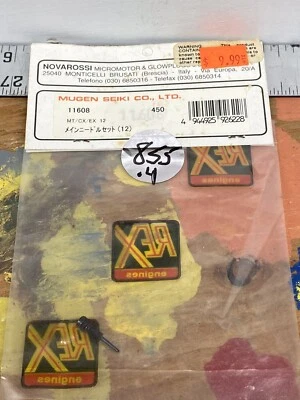 NOVAROSSI MICROMOTOR & GLOWPLUGS
25040 MONTICELLI BRUSATI (Brescia) - Italy - Via Europa, 20/A
Telefono (030) 6850316 - Telefax (030) 6850314
WARNING
$ 9.99
MUGEN SEIKI CO., LTD.
11608 450
MT/CX/EX 12
メインニードルセット(12)
4 944925 926228
855
.4
REX
engines
REX
engines
REX
engines